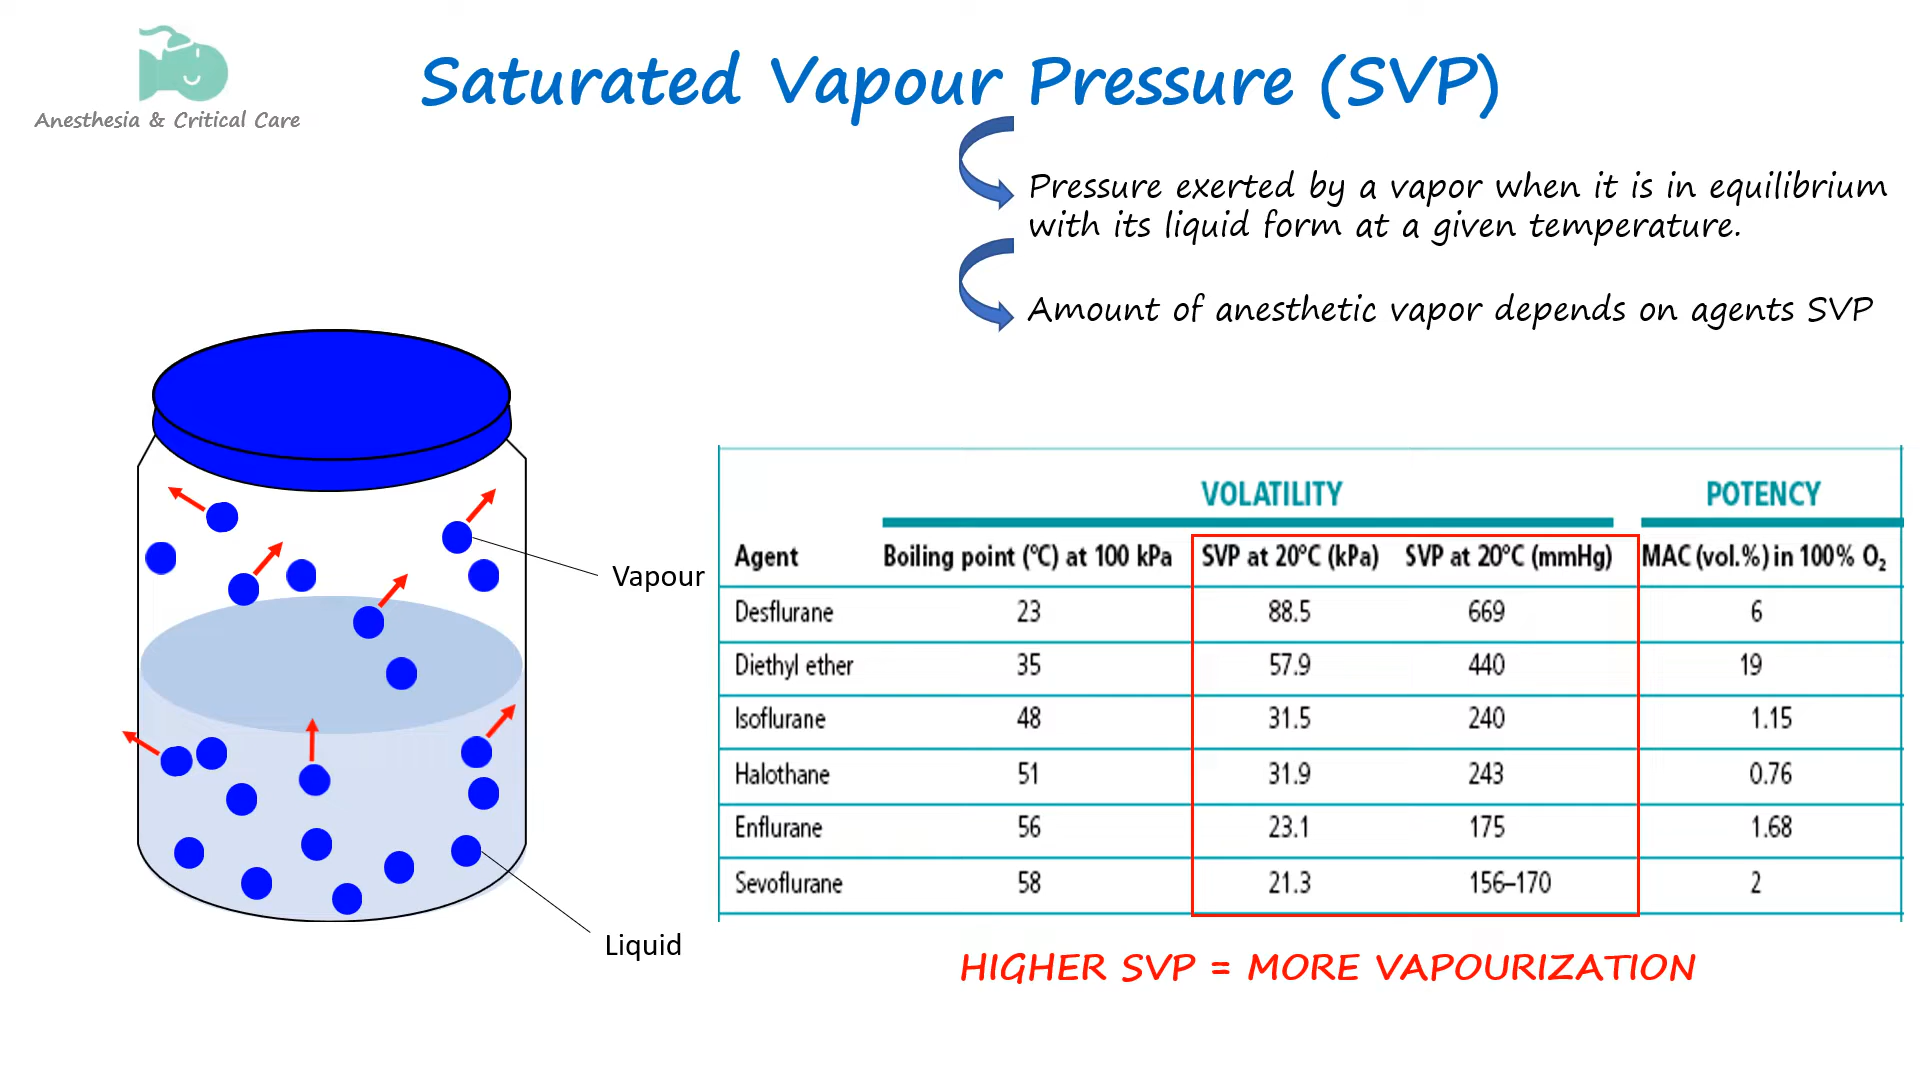 Anesthesia & Critical Care
Saturated Vapour Pressure (SVP)
Pressure exerted by a vapor when it is in equilibrium
with its liquid form at a given temperature.
Amount of anesthetic vapor depends on agents SVP
Vapour
Liquid
VOLATILITY POTENCY
Agent Boiling point (°C) at 100 kPa SVP at 20°C (kPa) SVP at 20°C (mmHg) MAC (vol.%) in 100% O₂
Desflurane 23 88.5 669 6
Diethyl ether 35 57.9 440 19
Isoflurane 48 31.5 240 1.15
Halothane 51 31.9 243 0.76
Enflurane 56 23.1 175 1.68
Sevoflurane 58 21.3 156–170 2
HIGHER SVP = MORE VAPOURIZATION